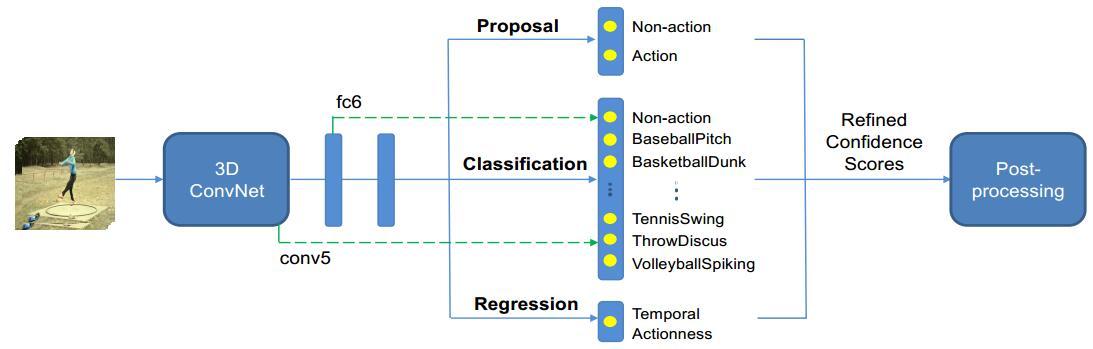 Proposal
Non-action
Action
fc6
3D
ConvNet
conv5
Classification
Non-action
BaseballPitch
BasketballDunk
TennisSwing
ThrowDiscus
VolleyballSpiking
Regression
Temporal
Actionness
Refined
Confidence
Scores
Post-
processing